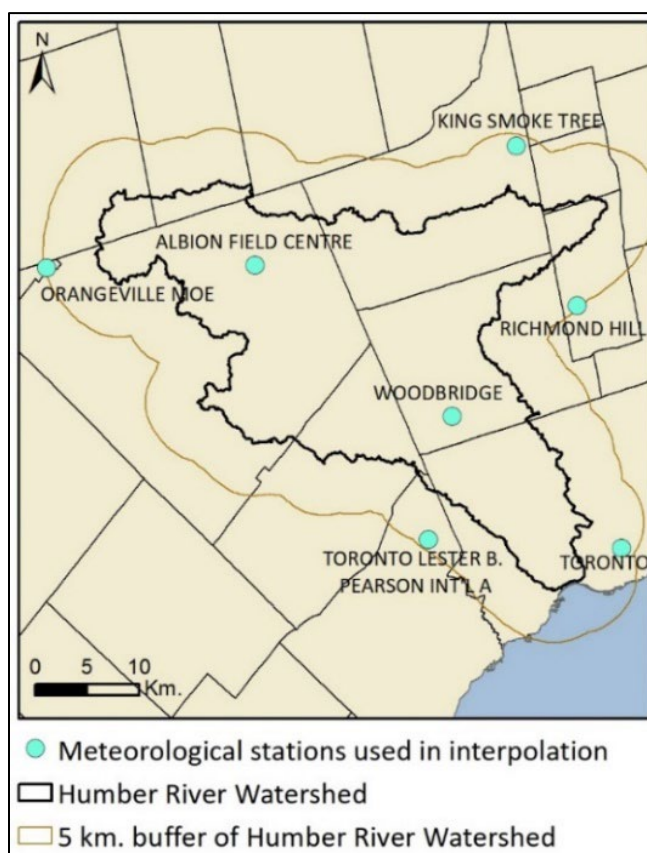 N
KING SMOKE TREE
ALBION FIELD CENTRE
ORANGEVILLE MOE
RICHMOND HILL
WOODBRIDGE
TORONTO LESTER B.
PEARSON INT'L A
TORONTO
0 5 10
Km.
Meteorological stations used in interpolation
Humber River Watershed
5 km. buffer of Humber River Watershed